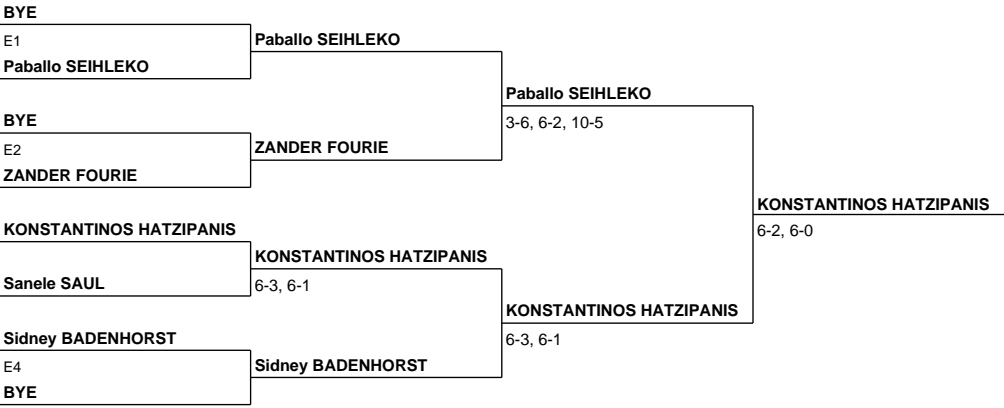 BYE
E1
Paballo SEIHLEKO
Paballo SEIHLEKO
BYE
E2
ZANDER FOURIE
ZANDER FOURIE
Paballo SEIHLEKO
3-6, 6-2, 10-5
KONSTANTINOS HATZIPANIS
Sanele SAUL
KONSTANTINOS HATZIPANIS
6-3, 6-1
Sidney BADENHORST
E4
BYE
Sidney BADENHORST
KONSTANTINOS HATZIPANIS
6-3, 6-1
KONSTANTINOS HATZIPANIS
6-2, 6-0